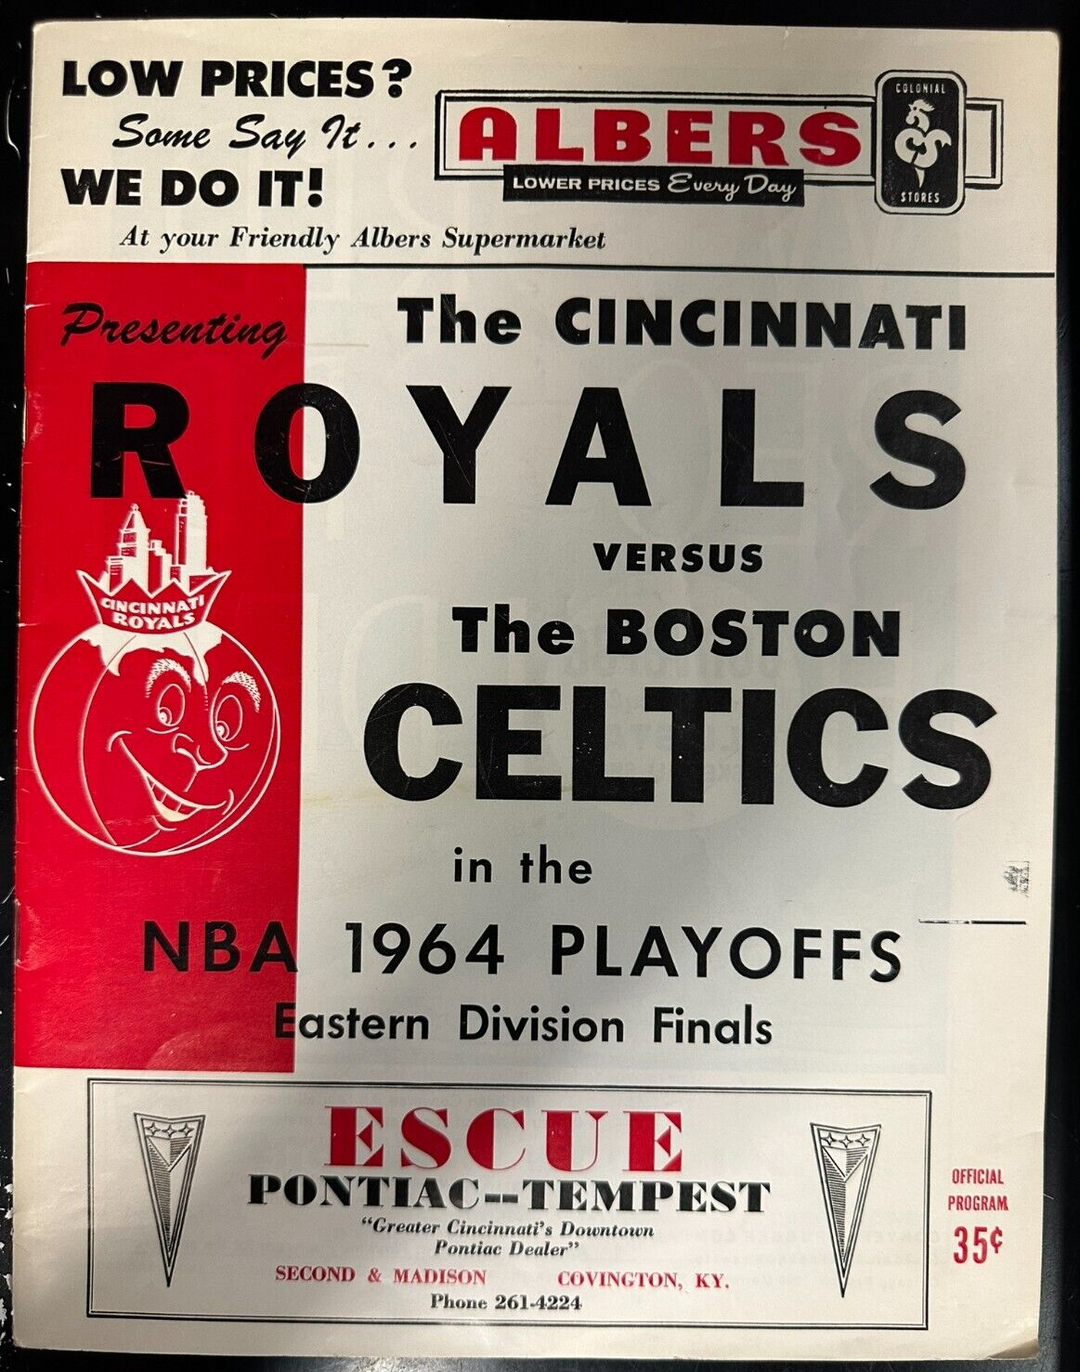 LOW PRICES?
Some Say It...
WE DO IT!
ALBERS
LOWER PRICES Every Day
COLONIAL
STORES
At your Friendly Albers Supermarket
Presenting
The CINCINNATI
ROYALS
VERSUS
The BOSTON
CELTICS
CINCINNATI
ROYALS
in the
NBA 1964 PLAYOFFS
Eastern Division Finals
ESCUE
PONTIAC--TEMPEST
"Greater Cincinnati's Downtown
Pontiac Dealer"
SECOND & MADISON COVINGTON, KY.
Phone 261-4224
OFFICIAL
PROGRAM
35¢